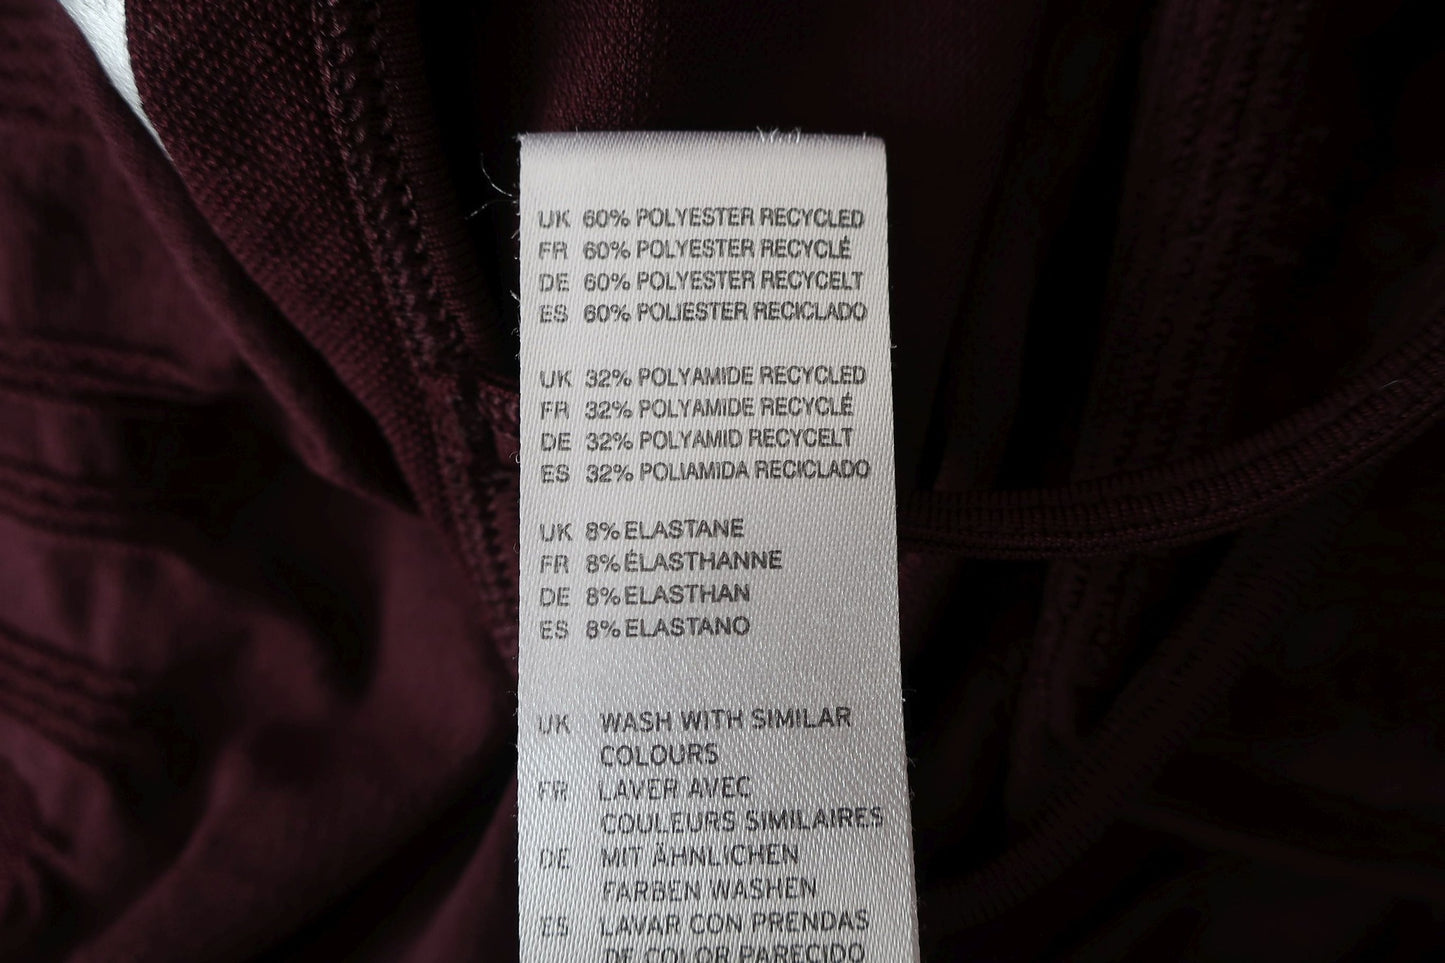 UK 60% POLYESTER RECYCLED
FR 60% POLYESTER RECYCLÉ
DE 60% POLYESTER RECYCELT
ES 60% POLIESTER RECICLADO
UK 32% POLYAMIDE RECYCLED
FR 32% POLYAMIDE RECYCLÉ
DE 32% POLYAMID RECYCELT
ES 32% POLIAMIDA RECICLADO
UK 8% ELASTANE
FR 8% ÉLASTHANNE
DE 8% ELASTHAN
ES 8% ELASTANO
UK WASH WITH SIMILAR
COLOURS
FR LAVER AVEC
COULEURS SIMILAIRES
DE MIT ÄHNLICHEN
FARBEN WASHEN
ES LAVAR CON PRENDAS
DE COLOR PARECIDO